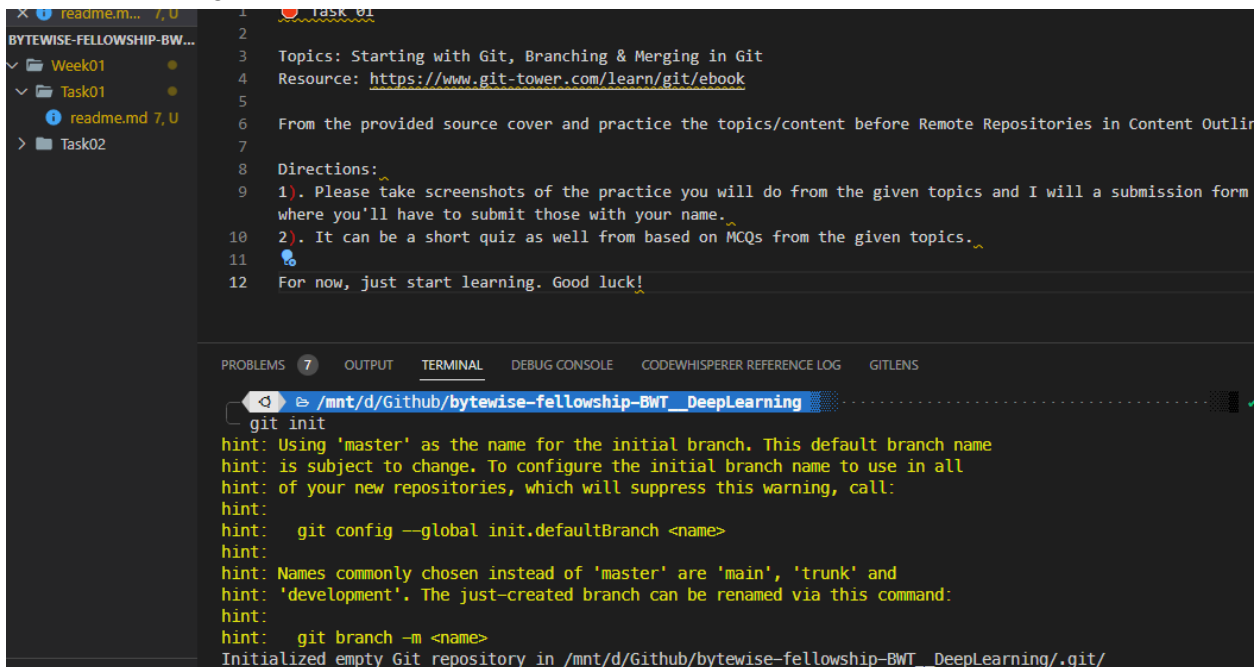 readme.m... 7, U
BYTEWISE-FELLOWSHIP-BW...
Week01
Task01
readme.md 7, U
Task02
1 Task 01
2
3 Topics: Starting with Git, Branching & Merging in Git
4 Resource: https://www.git-tower.com/learn/git/ebook
5
6 From the provided source cover and practice the topics/content before Remote Repositories in Content Outlin
7
8 Directions:
9 1). Please take screenshots of the practice you will do from the given topics and I will a submission form
where you'll have to submit those with your name.
10 2). It can be a short quiz as well from based on MCQs from the given topics.
11
12 For now, just start learning. Good luck!
PROBLEMS 7 OUTPUT TERMINAL DEBUG CONSOLE CODEWHISPERER REFERENCE LOG GITLENS
/mnt/d/Github/bytewise-fellowship-BWT__DeepLearning
git init
hint: Using 'master' as the name for the initial branch. This default branch name
hint: is subject to change. To configure the initial branch name to use in all
hint: of your new repositories, which will suppress this warning, call:
hint:
hint: git config --global init.defaultBranch <name>
hint:
hint: Names commonly chosen instead of 'master' are 'main', 'trunk' and
hint: 'development'. The just-created branch can be renamed via this command:
hint:
hint: git branch -m <name>
Initialized empty Git repository in /mnt/d/Github/bytewise-fellowship-BWT__DeepLearning/.git/